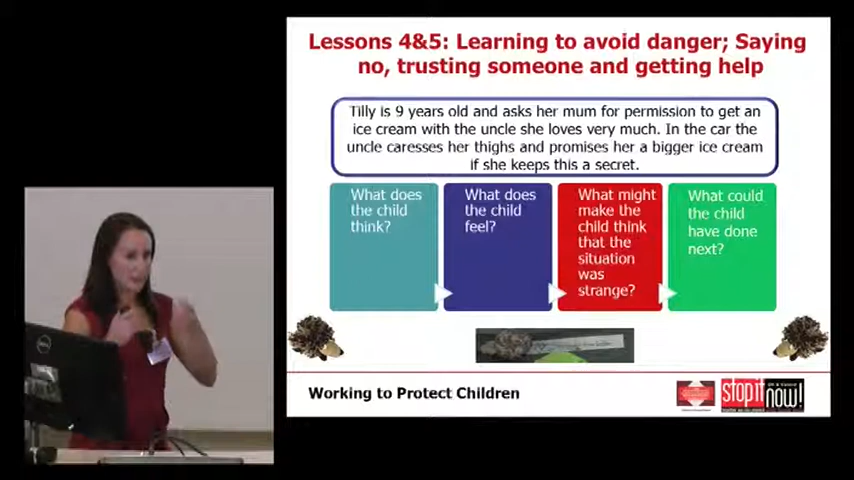 Lessons 4&5: Learning to avoid danger; Saying
no, trusting someone and getting help
Tilly is 9 years old and asks her mum for permission to get an
ice cream with the uncle she loves very much. In the car the
uncle caresses her thighs and promises her a bigger ice cream
if she keeps this a secret.
What does
the child
think?
What does
the child
feel?
What might
make the
child think
that the
situation
was
strange?
What could
the child
have done
next?
Working to Protect Children
stop it
now!
DELL